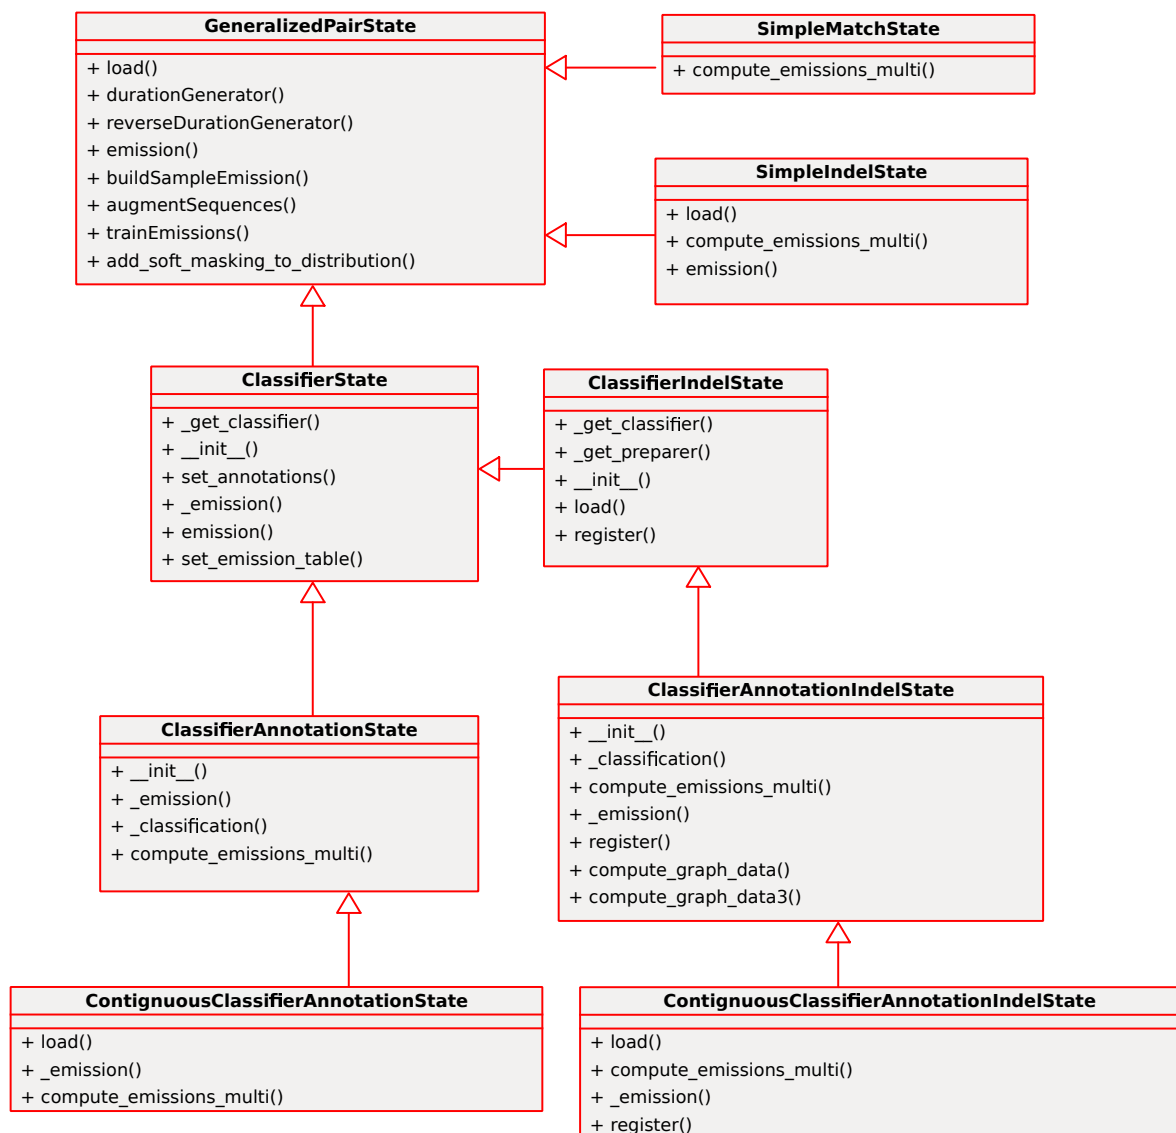 GeneralizedPairState
+ load()
+ durationGenerator()
+ reverseDurationGenerator()
+ emission()
+ buildSampleEmission()
+ augmentSequences()
+ trainEmissions()
+ add_soft_masking_to_distribution()
SimpleMatchState
+ compute_emissions_multi()
SimpleIndelState
+ load()
+ compute_emissions_multi()
+ emission()
ClassifierState
+ _get_classifier()
+ __init__()
+ set_annotations()
+ _emission()
+ emission()
+ set_emission_table()
ClassifierIndelState
+ _get_classifier()
+ _get_preparer()
+ __init__()
+ load()
+ register()
ClassifierAnnotationState
+ __init__()
+ _emission()
+ _classification()
+ compute_emissions_multi()
ClassifierAnnotationIndelState
+ __init__()
+ _classification()
+ compute_emissions_multi()
+ _emission()
+ register()
+ compute_graph_data()
+ compute_graph_data3()
ContignuousClassifierAnnotationState
+ load()
+ _emission()
+ compute_emissions_multi()
ContignuousClassifierAnnotationIndelState
+ load()
+ compute_emissions_multi()
+ _emission()
+ register()